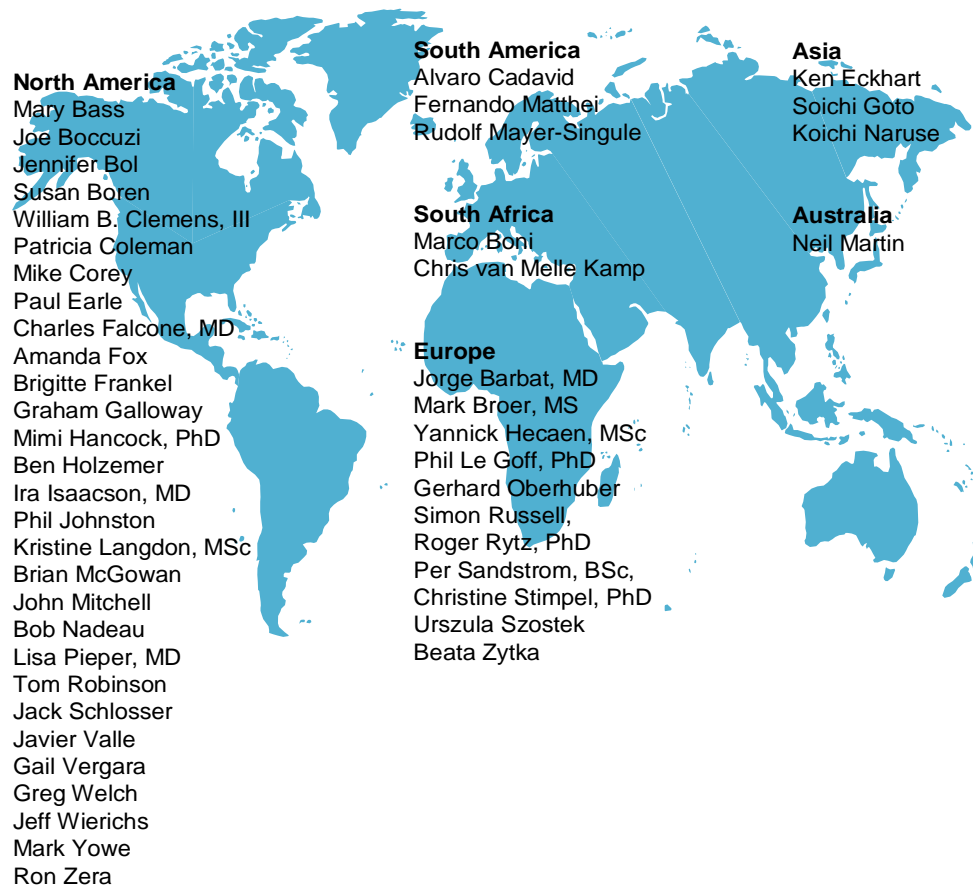 North America
Mary Bass
Joe Boccuzi
Jennifer Bol
Susan Boren
William B. Clemens, III
Patricia Coleman
Mike Corey
Paul Earle
Charles Falcone, MD
Amanda Fox
Brigitte Frankel
Graham Galloway
Mimi Hancock, PhD
Ben Holzemer
Ira Isaacson, MD
Phil Johnston
Kristine Langdon, MSc
Brian McGowan
John Mitchell
Bob Nadeau
Lisa Pieper, MD
Tom Robinson
Jack Schlosser
Javier Valle
Gail Vergara
Greg Welch
Jeff Wierichs
Mark Yowe
Ron Zera
South America
Alvaro Cadavid
Fernando Matthei
Rudolf Mayer-Singule
South Africa
Marco Boni
Chris van Melle Kamp
Europe
Jorge Barbat, MD
Mark Broer, MS
Yannick Hecaen, MSc
Phil Le Goff, PhD
Gerhard Oberhuber
Simon Russell,
Roger Rytz, PhD
Per Sandstrom, BSc,
Christine Stimpel, PhD
Urszula Szostek
Beata Zytka
Asia
Ken Eckhart
Soichi Goto
Koichi Naruse
Australia
Neil Martin